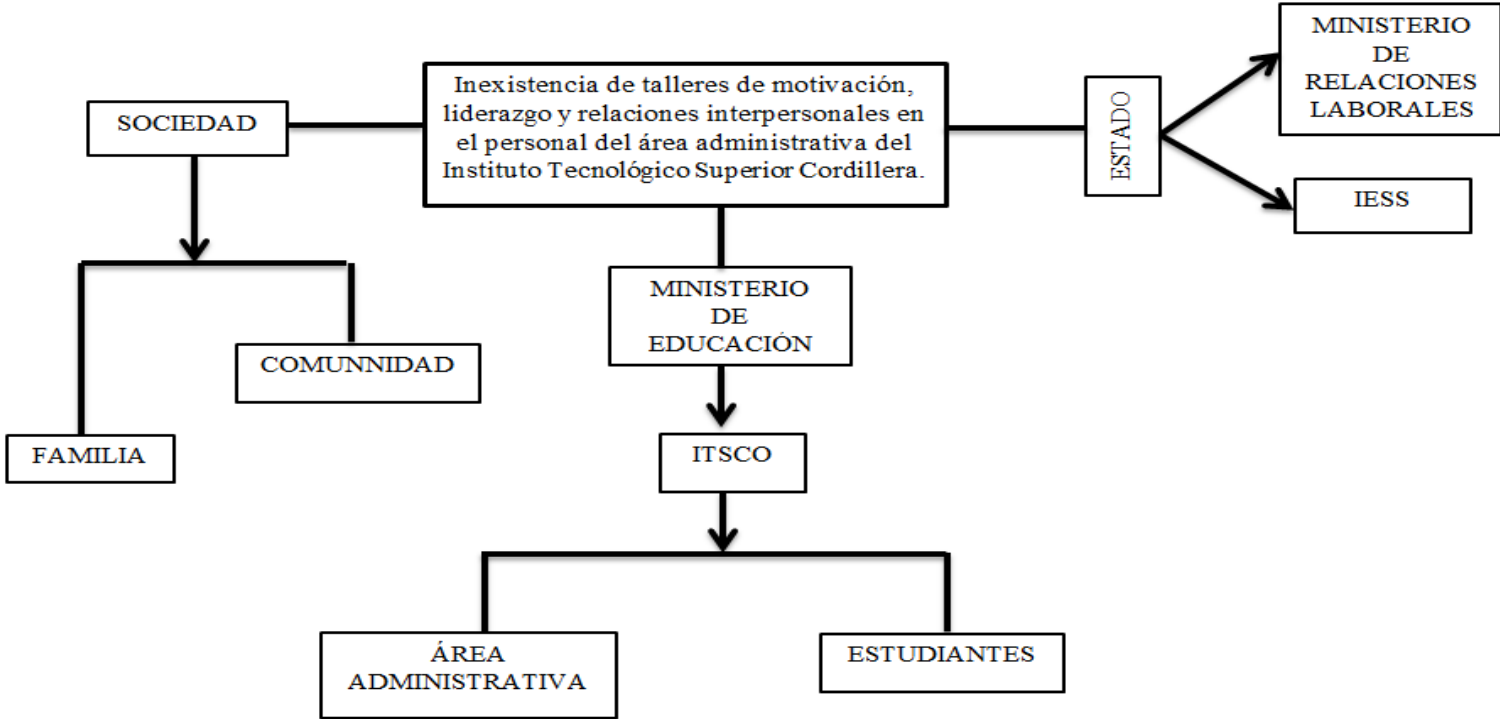 MINISTERIO
DE
RELACIONES
LABORALES
Inexistencia de talleres de motivación,
liderazgo y relaciones interpersonales en
el personal del área administrativa del
Instituto Tecnológico Superior Cordillera.
SOCIEDAD
ESTADO
IESS
MINISTERIO
DE
EDUCACIÓN
COMUNNIDAD
FAMILIA
ITSCO
ÁREA
ADMINISTRATIVA
ESTUDIANTES